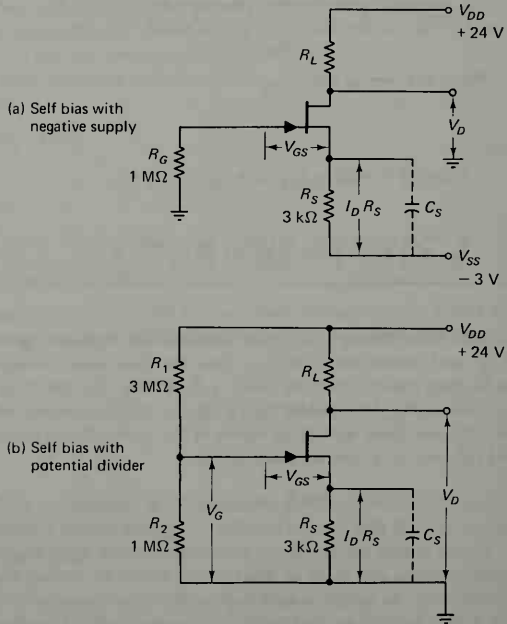 V_DD
+24 V
R_L
(a) Self bias with
negative supply
V_D
V_GS
R_G
1 MΩ
R_S
3 kΩ
I_D R_S
C_S
V_SS
− 3 V
V_DD
+24 V
R_1
3 MΩ
R_L
(b) Self bias with
potential divider
V_GS
V_G
V_D
R_2
1 MΩ
R_S
3 kΩ
I_D R_S
C_S